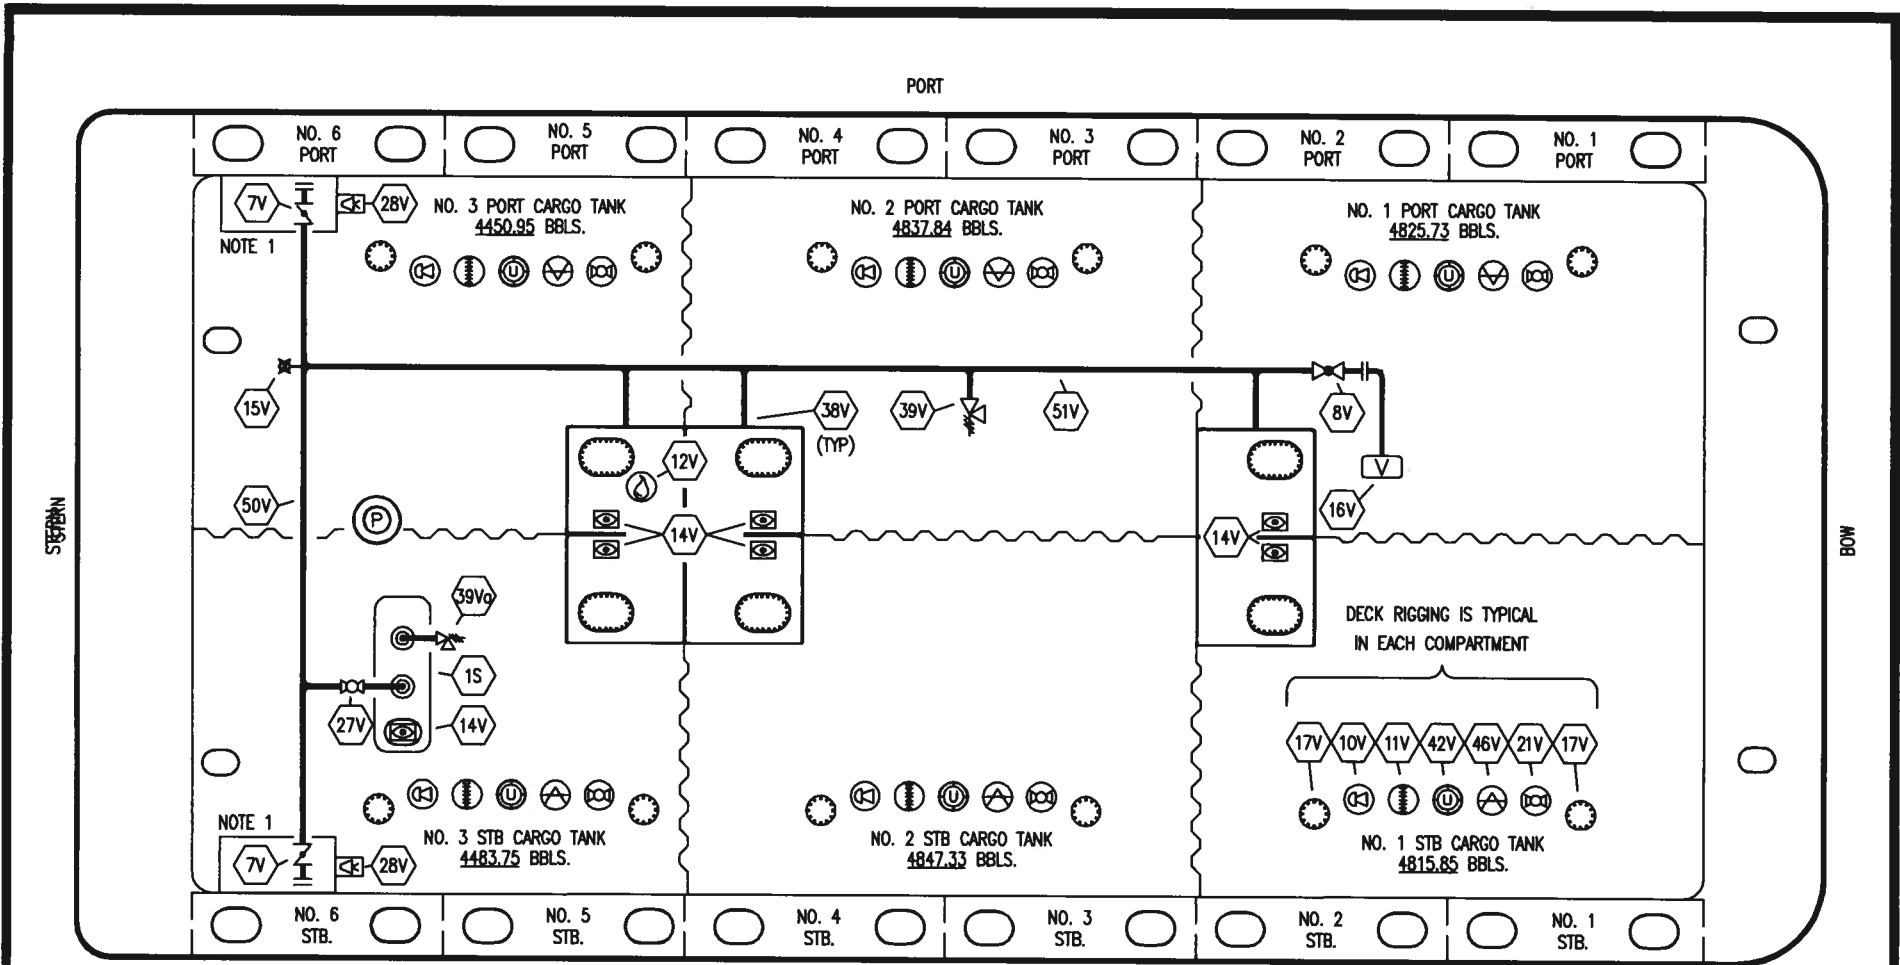 PORT
NO. 6
PORT
NO. 5
PORT
NO. 4
PORT
NO. 3
PORT
NO. 2
PORT
NO. 1
PORT
7V
28V
NOTE 1
NO. 3 PORT CARGO TANK
4450.95 BBLS.
NO. 2 PORT CARGO TANK
4837.84 BBLS.
NO. 1 PORT CARGO TANK
4825.73 BBLS.
U
U
U
15V
38V
(TYP)
39V
51V
8V
12V
V
16V
50V
P
14V
14V
STERN
BOW
39Va
1S
27V
14V
DECK RIGGING IS TYPICAL
IN EACH COMPARTMENT
17V
10V
11V
42V
46V
21V
17V
U
U
U
NOTE 1
7V
28V
NO. 3 STB CARGO TANK
4483.75 BBLS.
NO. 2 STB CARGO TANK
4847.33 BBLS.
NO. 1 STB CARGO TANK
4815.85 BBLS.
NO. 6
STB.
NO. 5
STB.
NO. 4
STB.
NO. 3
STB.
NO. 2
STB.
NO. 1
STB.